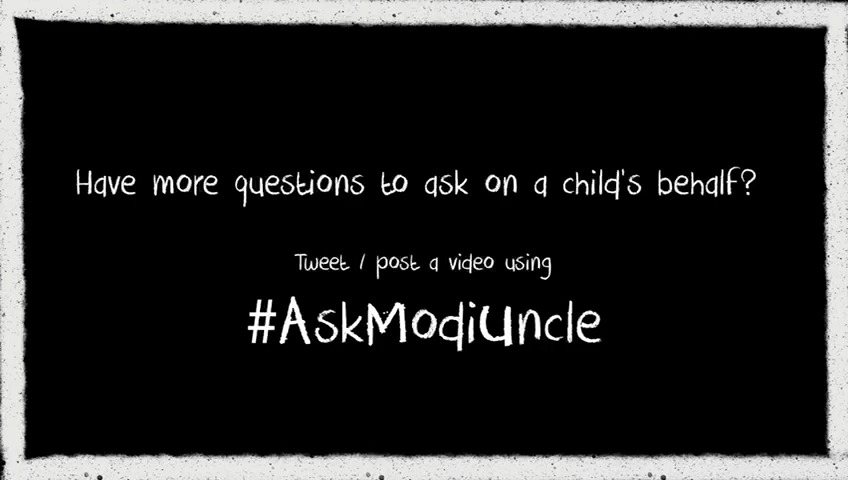 Have more questions to ask on a child's behalf?
Tweet / post a video using
#AskModiUncle